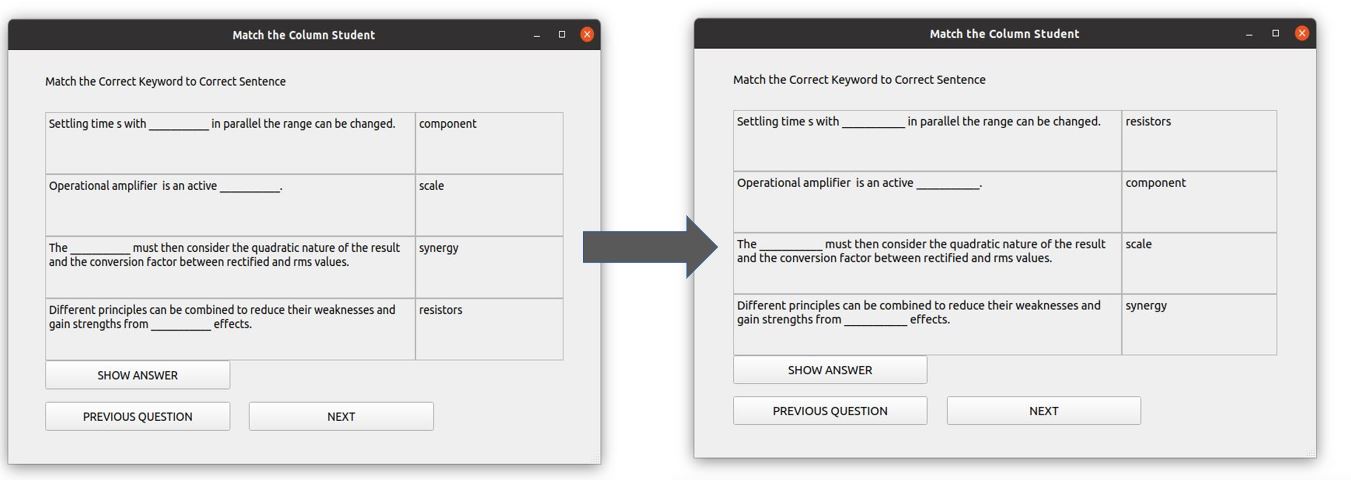 Match the Column Student
Match the Correct Keyword to Correct Sentence
Settling time s with __________ in parallel the range can be changed.
component
Operational amplifier  is an active __________.
scale
The __________ must then consider the quadratic nature of the result
and the conversion factor between rectified and rms values.
synergy
Different principles can be combined to reduce their weaknesses and
gain strengths from __________ effects.
resistors
SHOW ANSWER
PREVIOUS QUESTION
NEXT
Match the Column Student
Match the Correct Keyword to Correct Sentence
Settling time s with __________ in parallel the range can be changed.
resistors
Operational amplifier  is an active __________.
component
The __________ must then consider the quadratic nature of the result
and the conversion factor between rectified and rms values.
scale
Different principles can be combined to reduce their weaknesses and
gain strengths from __________ effects.
synergy
SHOW ANSWER
PREVIOUS QUESTION
NEXT